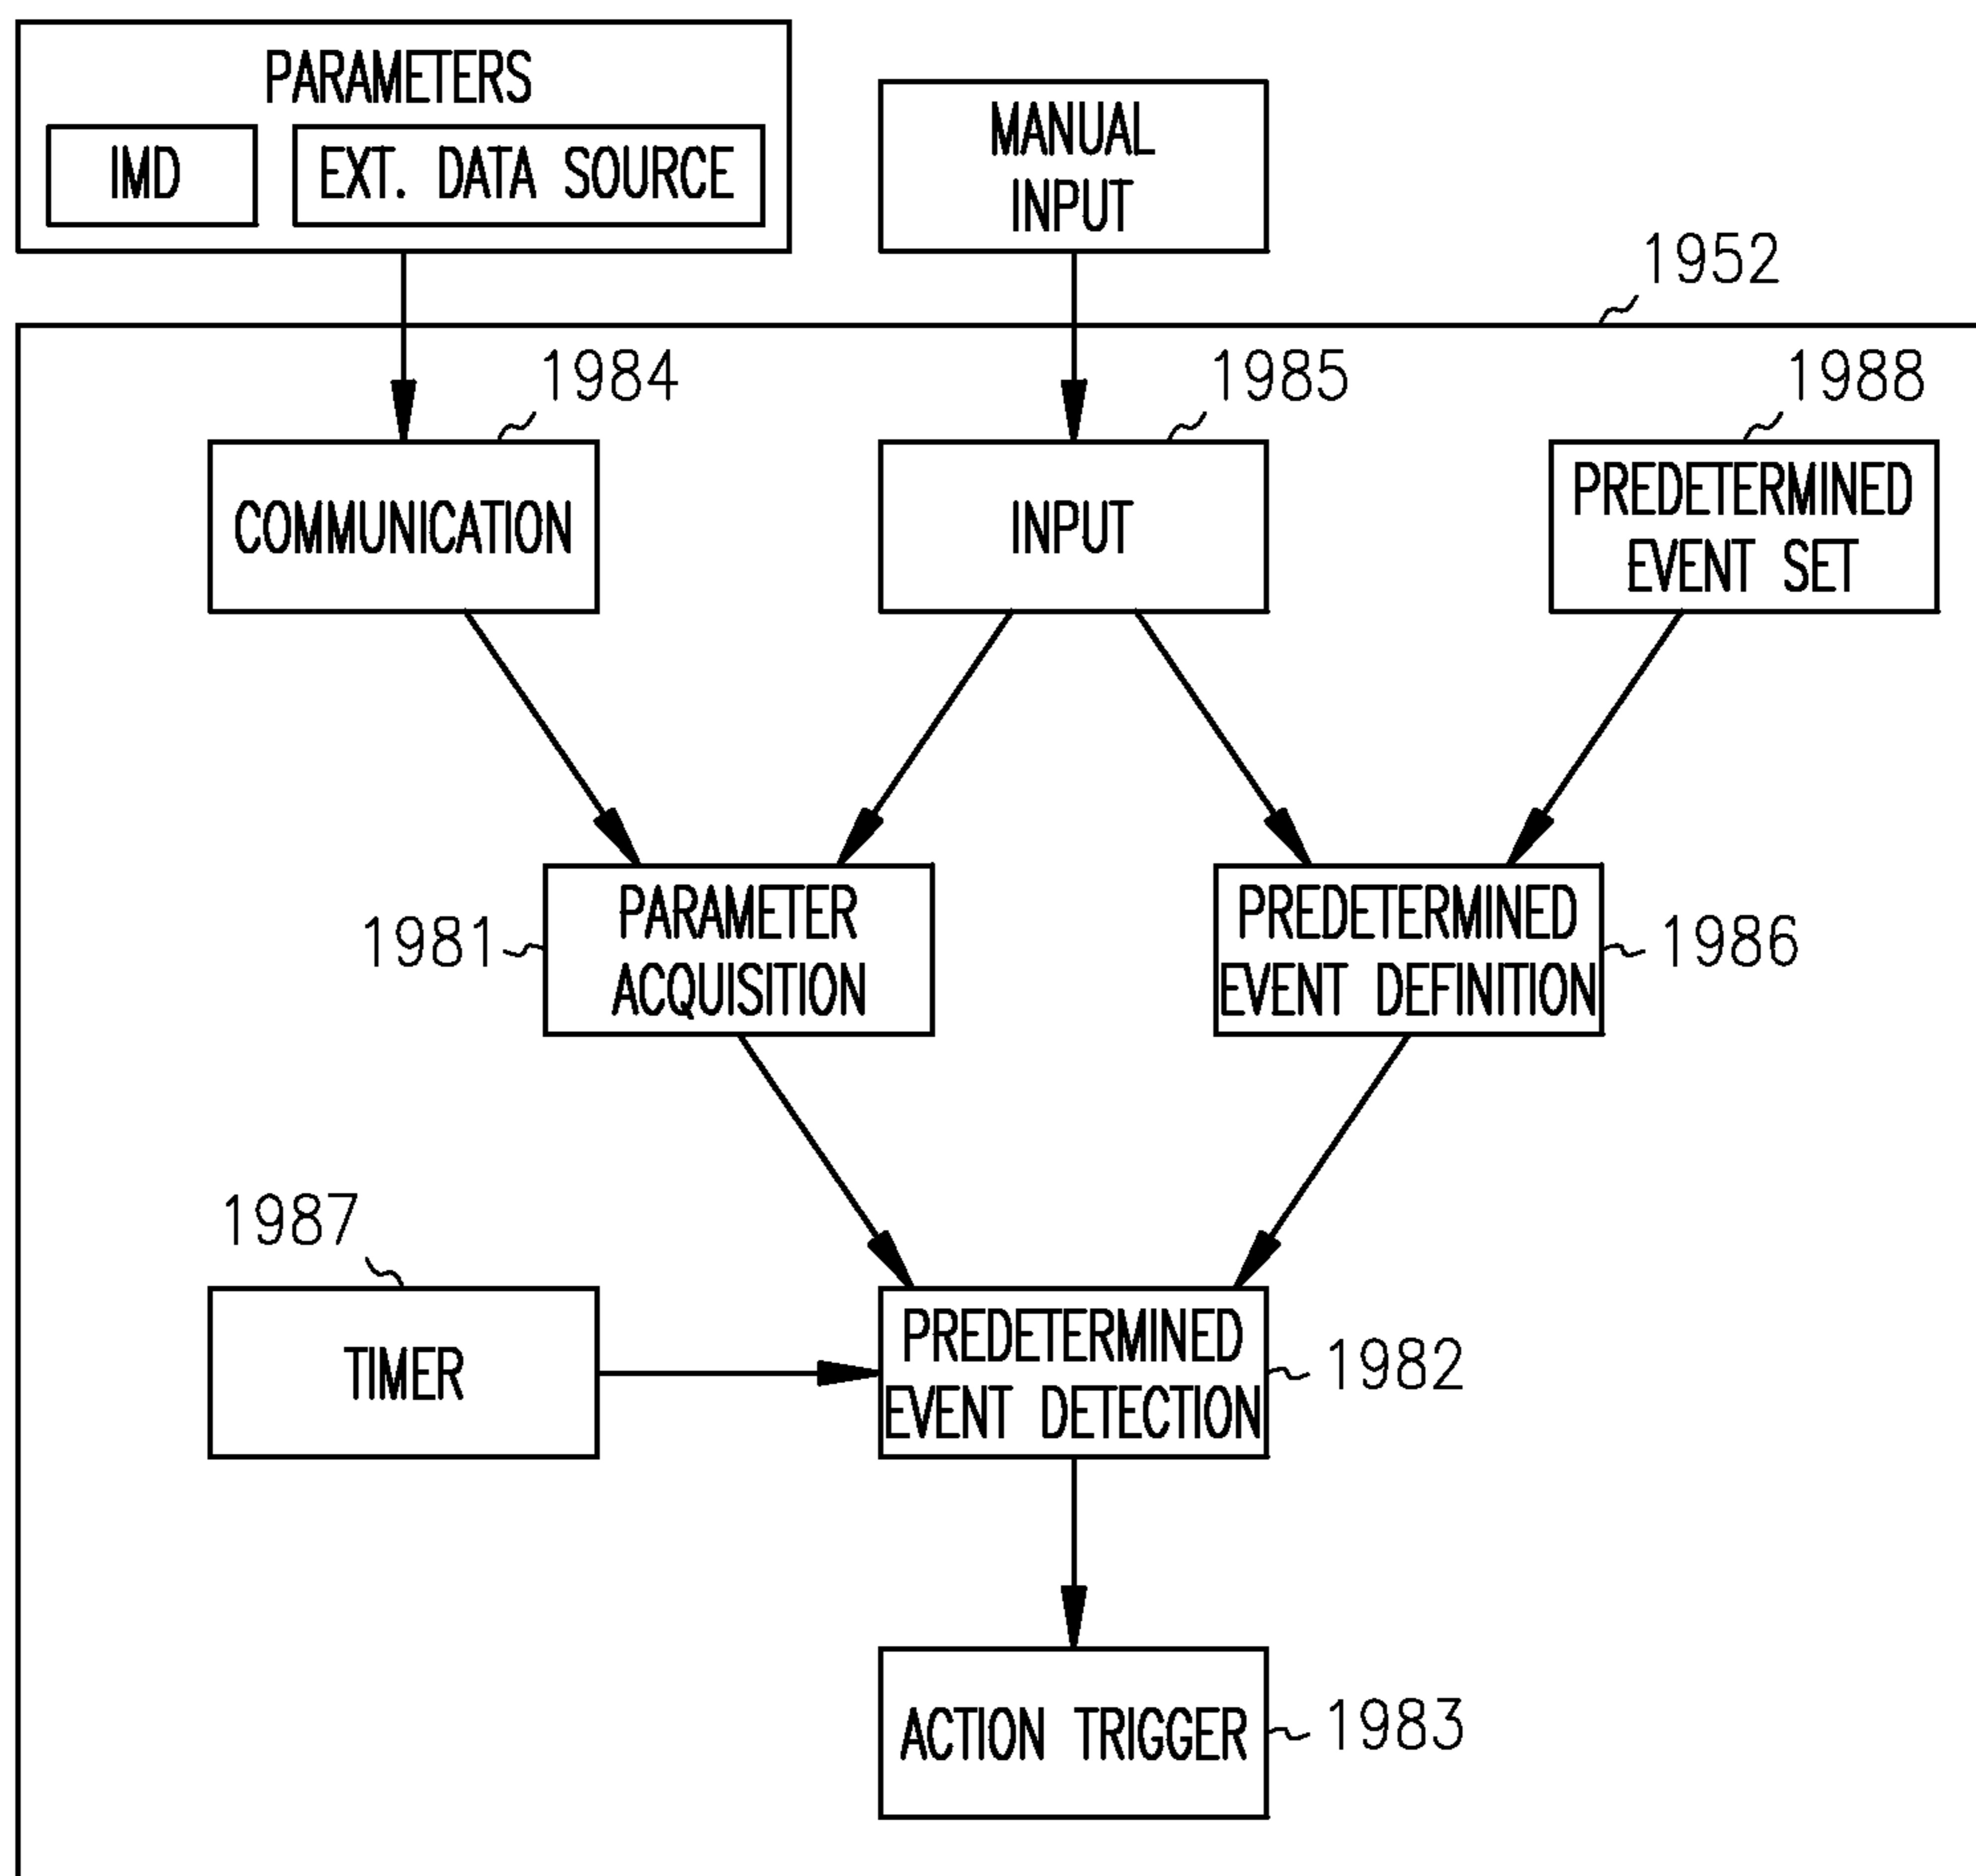 PARAMETERS
IMD
EXT. DATA SOURCE
MANUAL
INPUT
1952
1984
1985
1988
COMMUNICATION
INPUT
PREDETERMINED
EVENT SET
1981
PARAMETER
ACQUISITION
PREDETERMINED
EVENT DEFINITION
1986
1987
TIMER
PREDETERMINED
EVENT DETECTION
1982
ACTION TRIGGER
1983